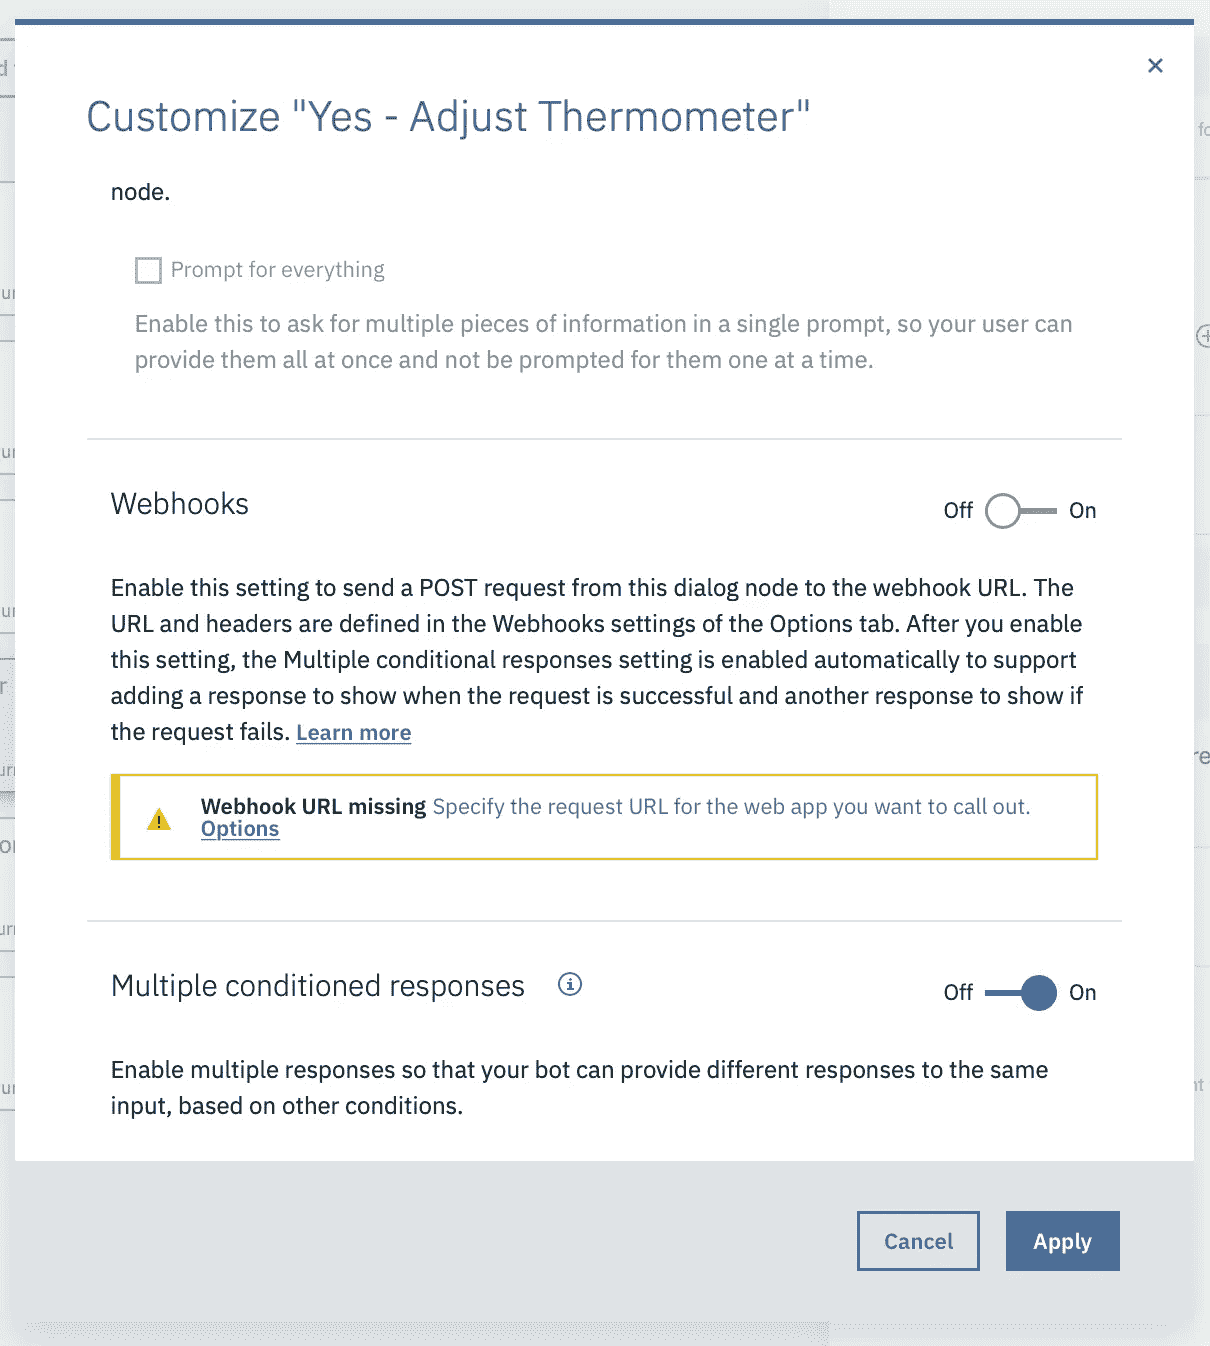 Customize "Yes - Adjust Thermometer"
node.
Prompt for everything
Enable this to ask for multiple pieces of information in a single prompt, so your user can
provide them all at once and not be prompted for them one at a time.
Webhooks
Off On
Enable this setting to send a POST request from this dialog node to the webhook URL. The
URL and headers are defined in the Webhooks settings of the Options tab. After you enable
this setting, the Multiple conditional responses setting is enabled automatically to support
adding a response to show when the request is successful and another response to show if
the request fails. Learn more
Webhook URL missing Specify the request URL for the web app you want to call out.
Options
Multiple conditioned responses
Off On
Enable multiple responses so that your bot can provide different responses to the same
input, based on other conditions.
Cancel Apply